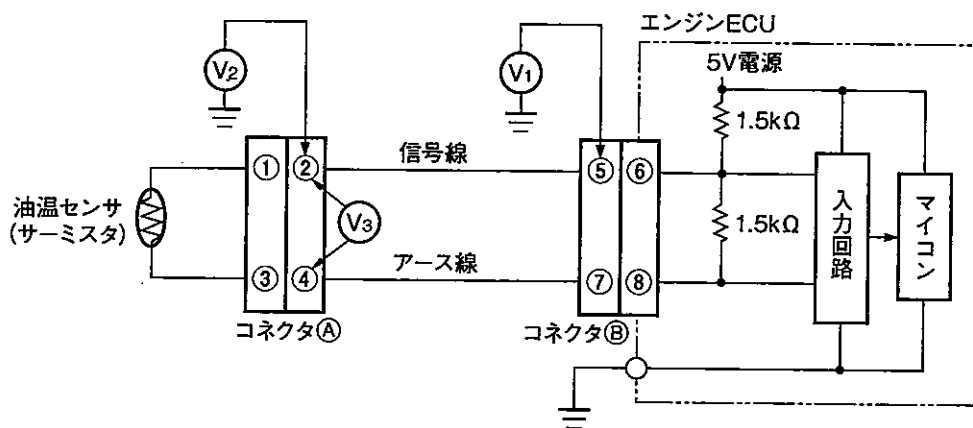 エンジンECU
5V電源
V2
V1
1.5kΩ
① ②
信号線
⑤ ⑥
油温センサ
(サーミスタ)
V3
1.5kΩ
入力回路
マイコン
③ ④
アース線
⑦ ⑧
コネクタⒶ
コネクタⒷ